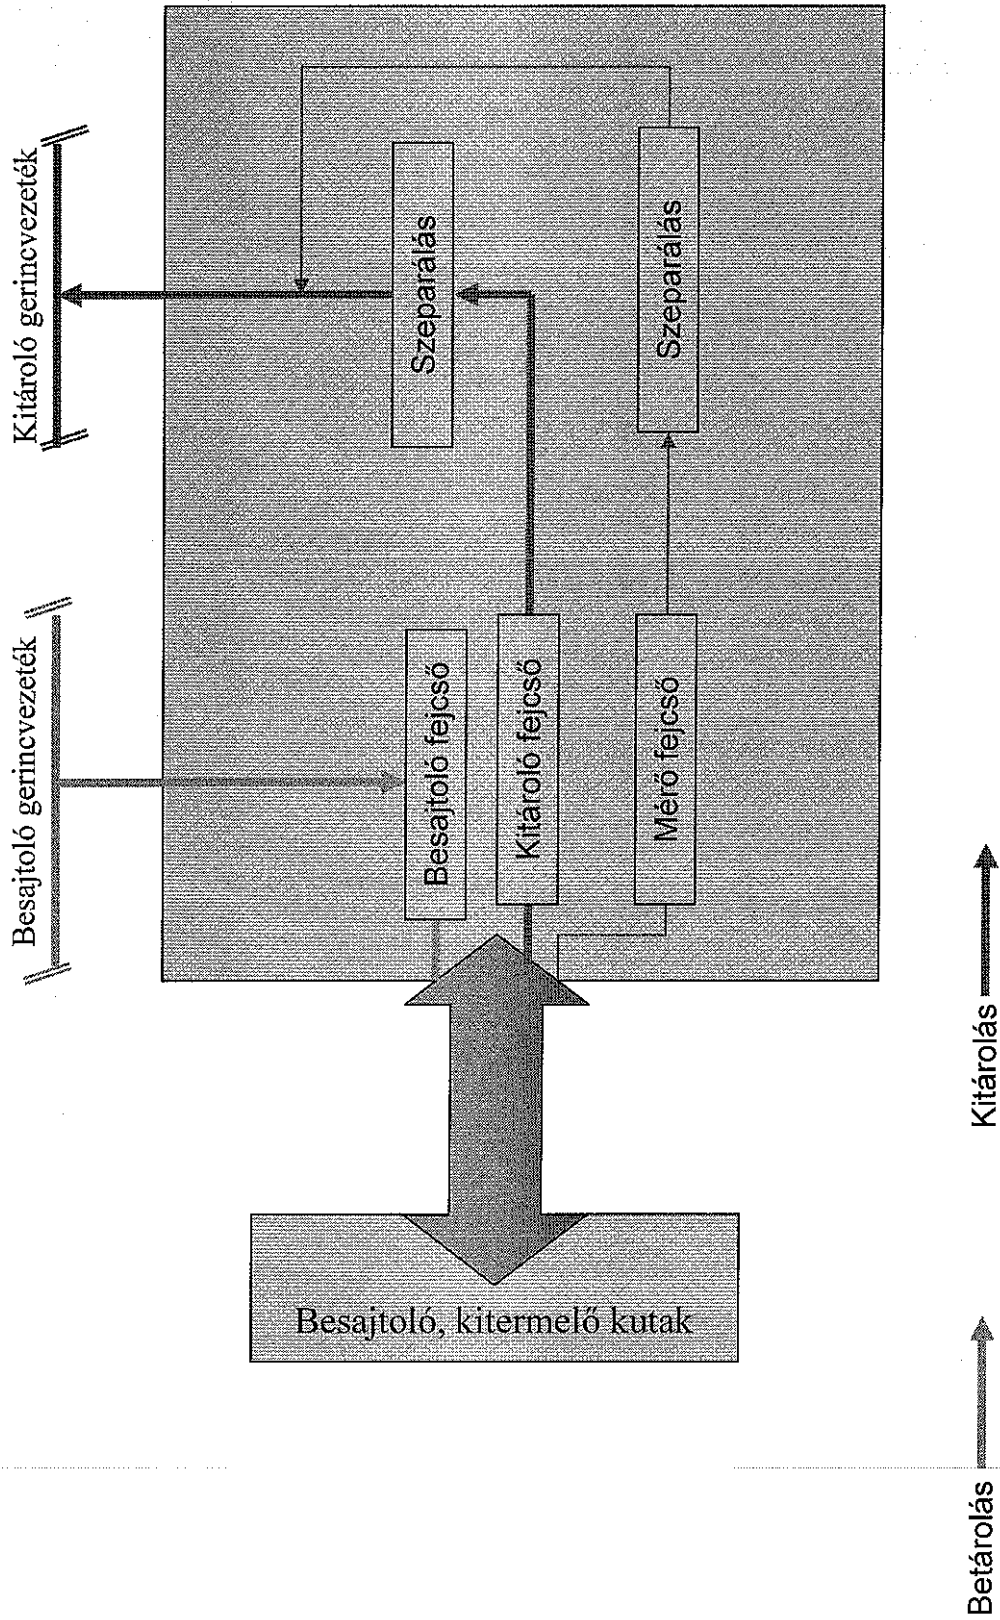 Besajtoló gerincvezeték
Kitároló gerincvezeték
Besajtoló fejcső
Kitároló fejcső
Mérő fejcső
Szeparálás
Szeparálás
Besajtoló, kitermelő kutak
Betárolás
Kitárolás